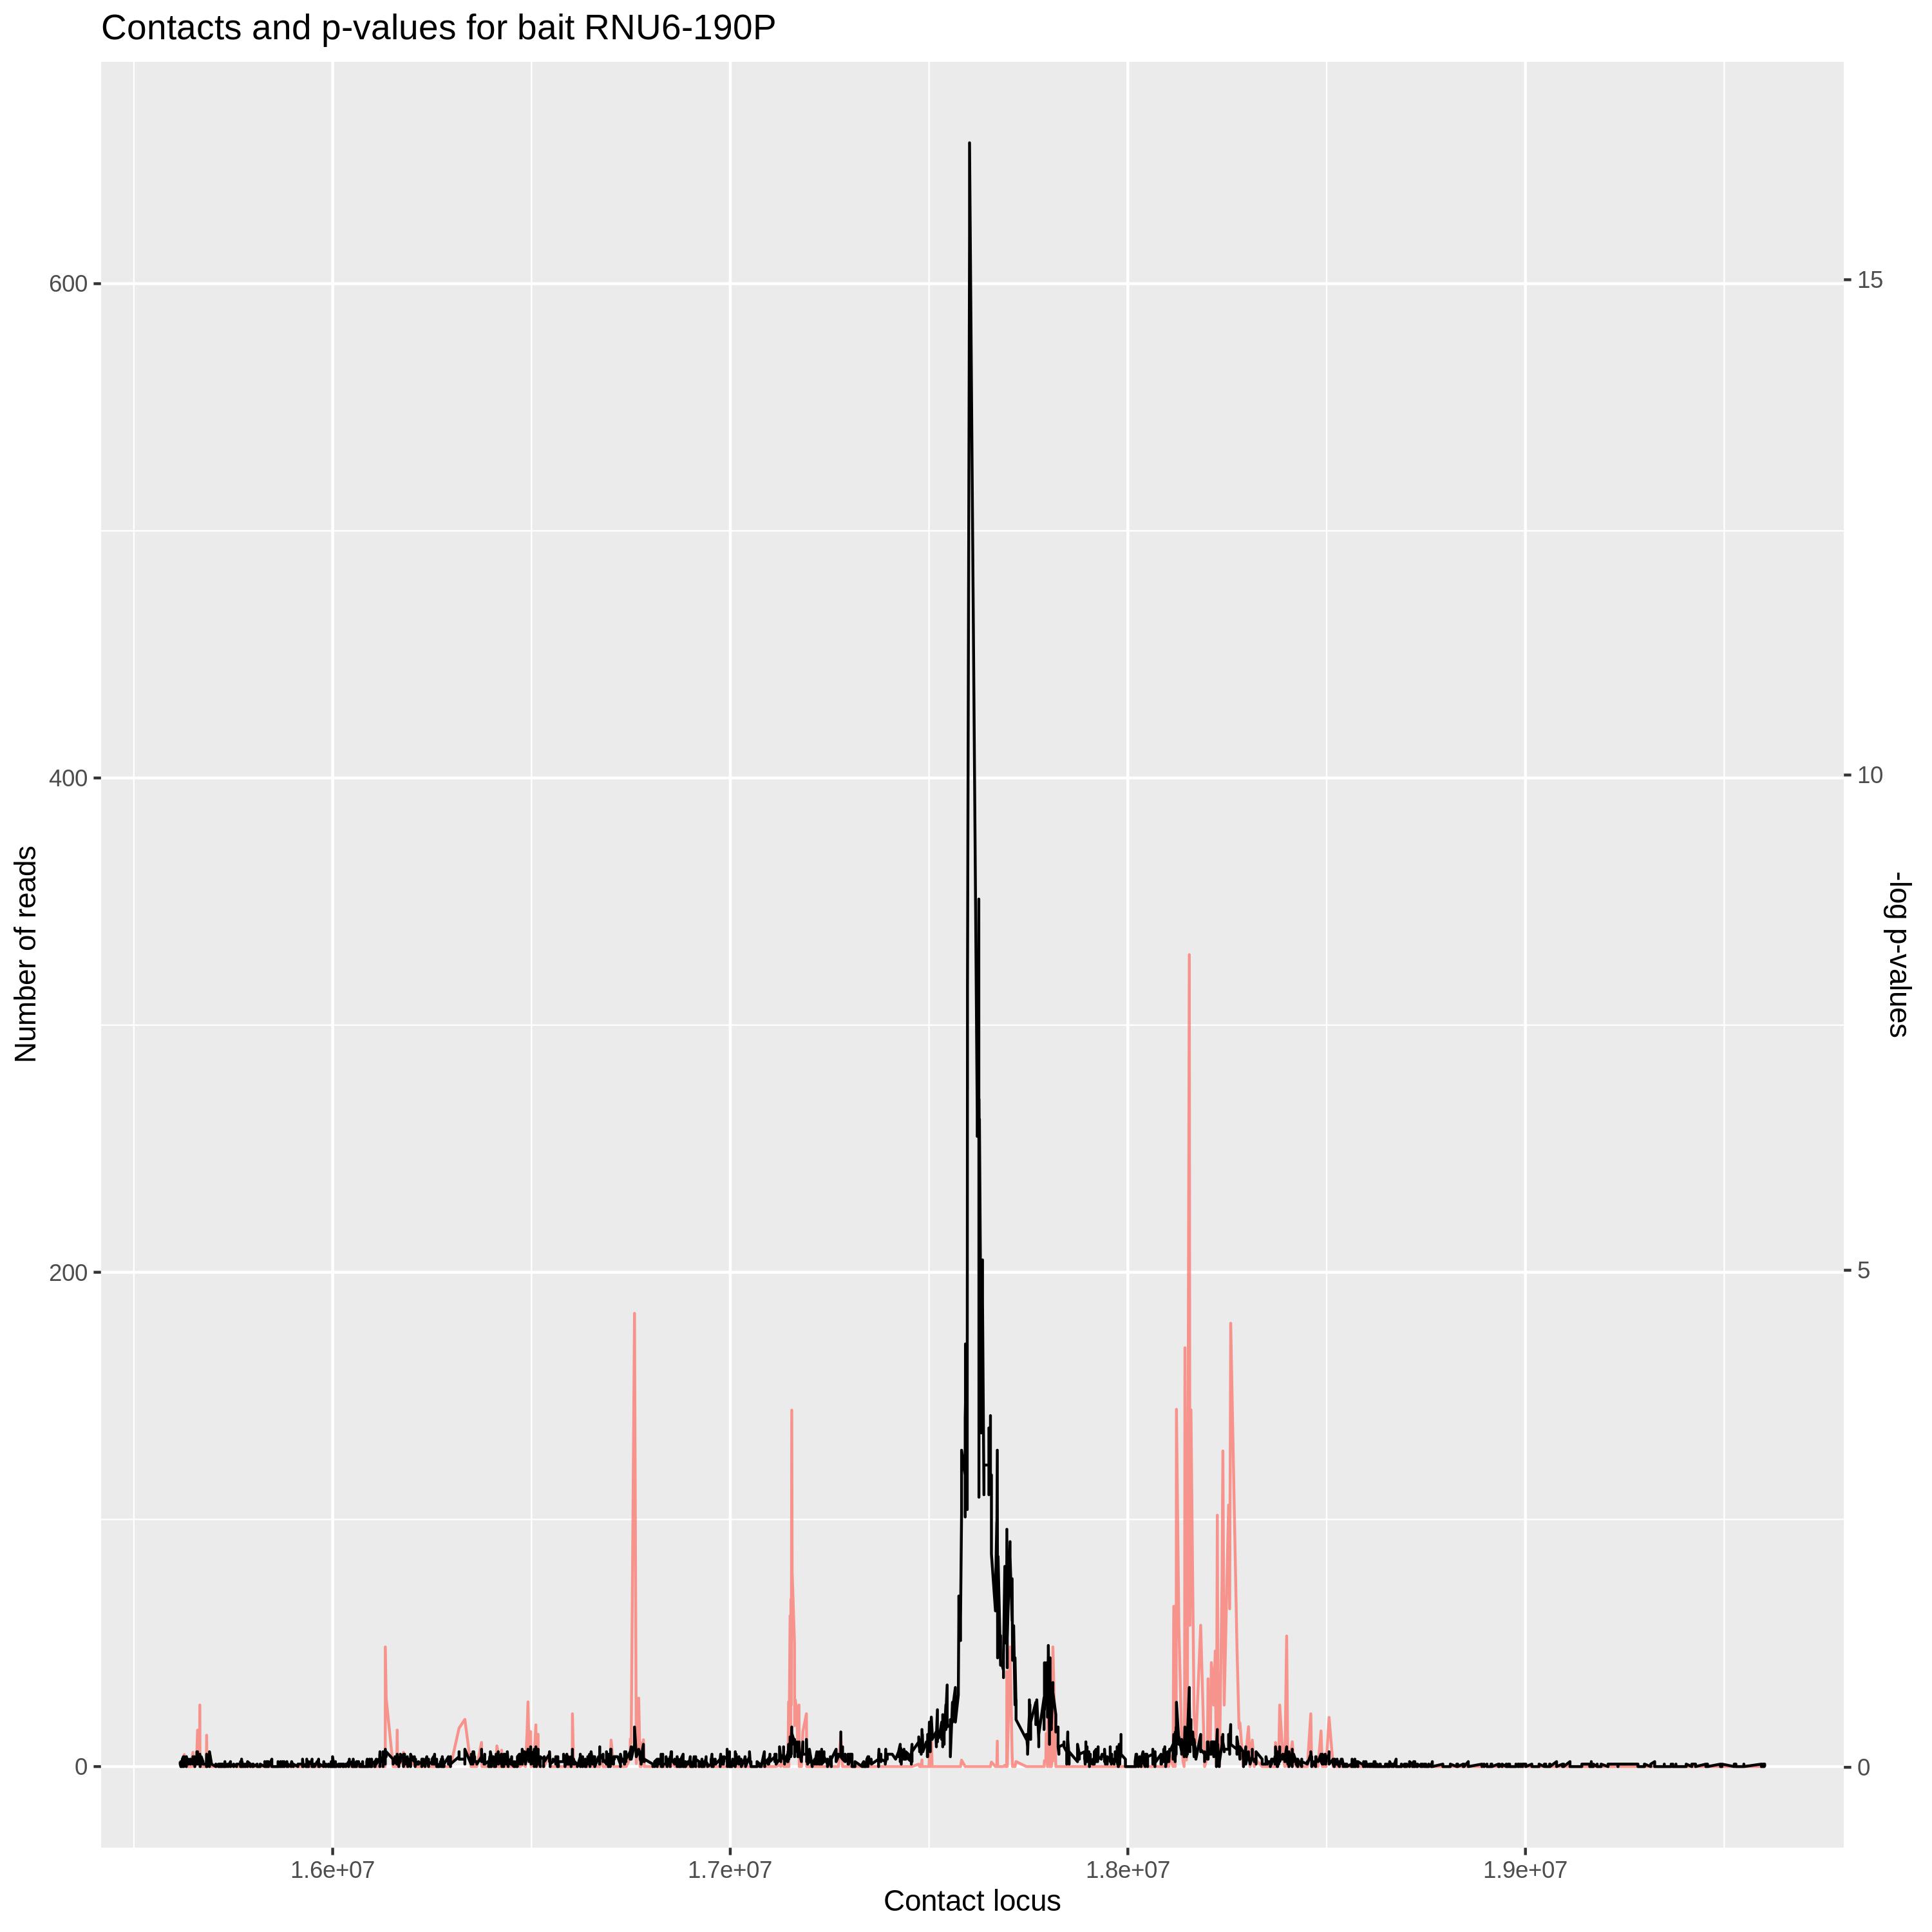 Contacts and p-values for bait RNU6-190P
600
400
200
0
Number of reads
15
10
5
0
-log p-values
1.6e+07
1.7e+07
1.8e+07
1.9e+07
Contact locus